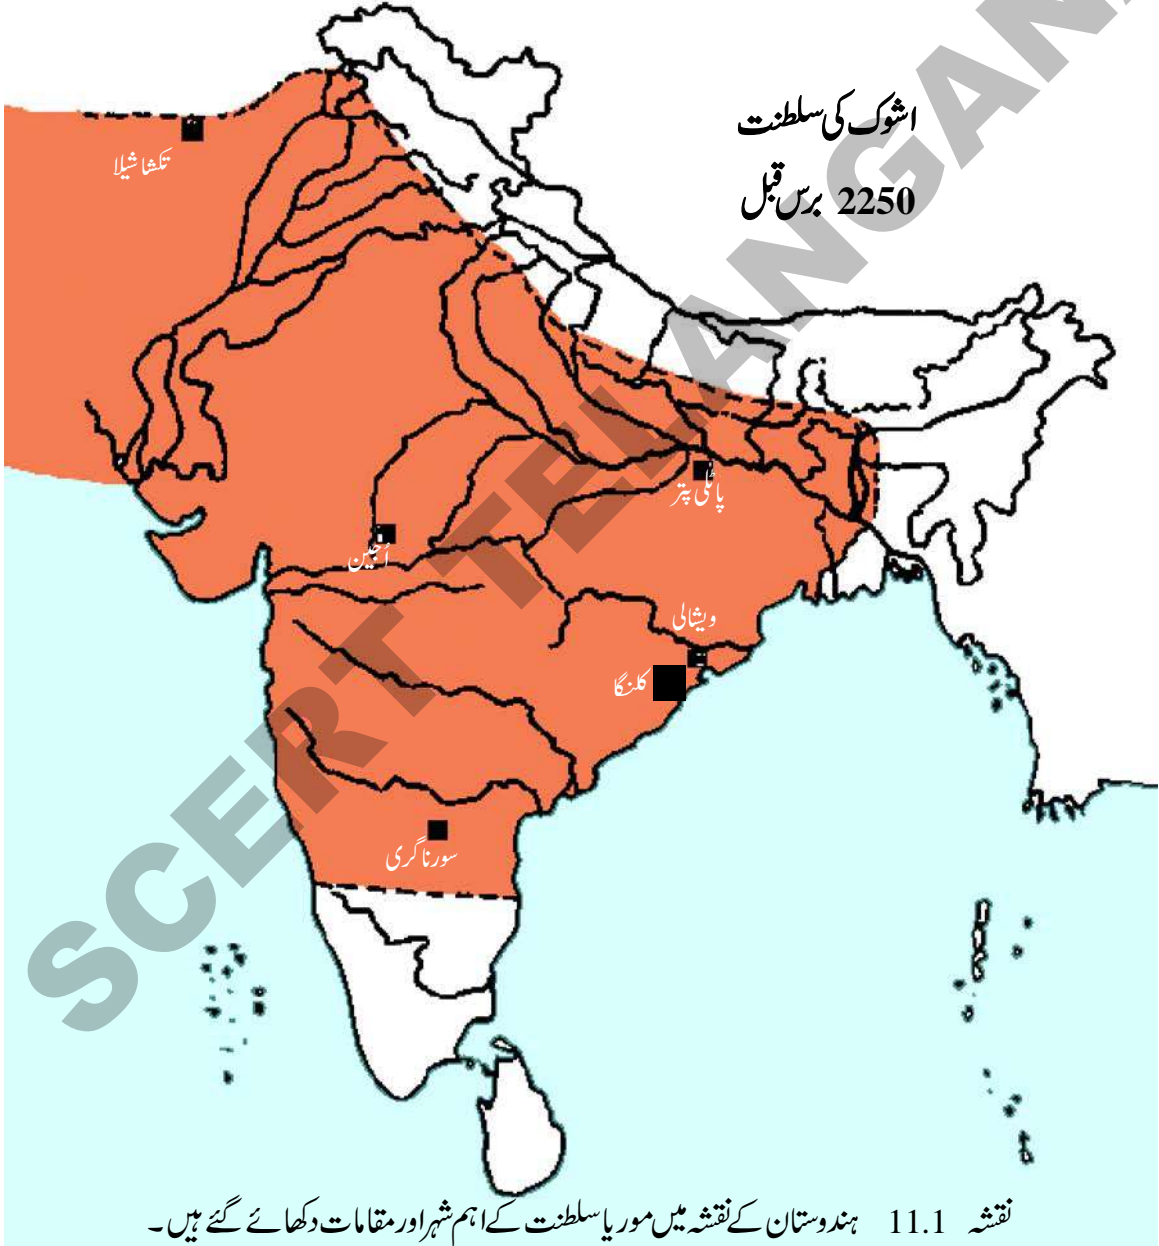 اشوک کی سلطنت
2250 برس قبل
تکشا شیلا
پاٹلی پتر
اُجین
ویشالی
کلنگا
سورنا گری
نقشہ 11.1 ہندوستان کے نقشہ میں موریا سلطنت کے اہم شہر اور مقامات دکھائے گئے ہیں۔
SCERT TELANGANA